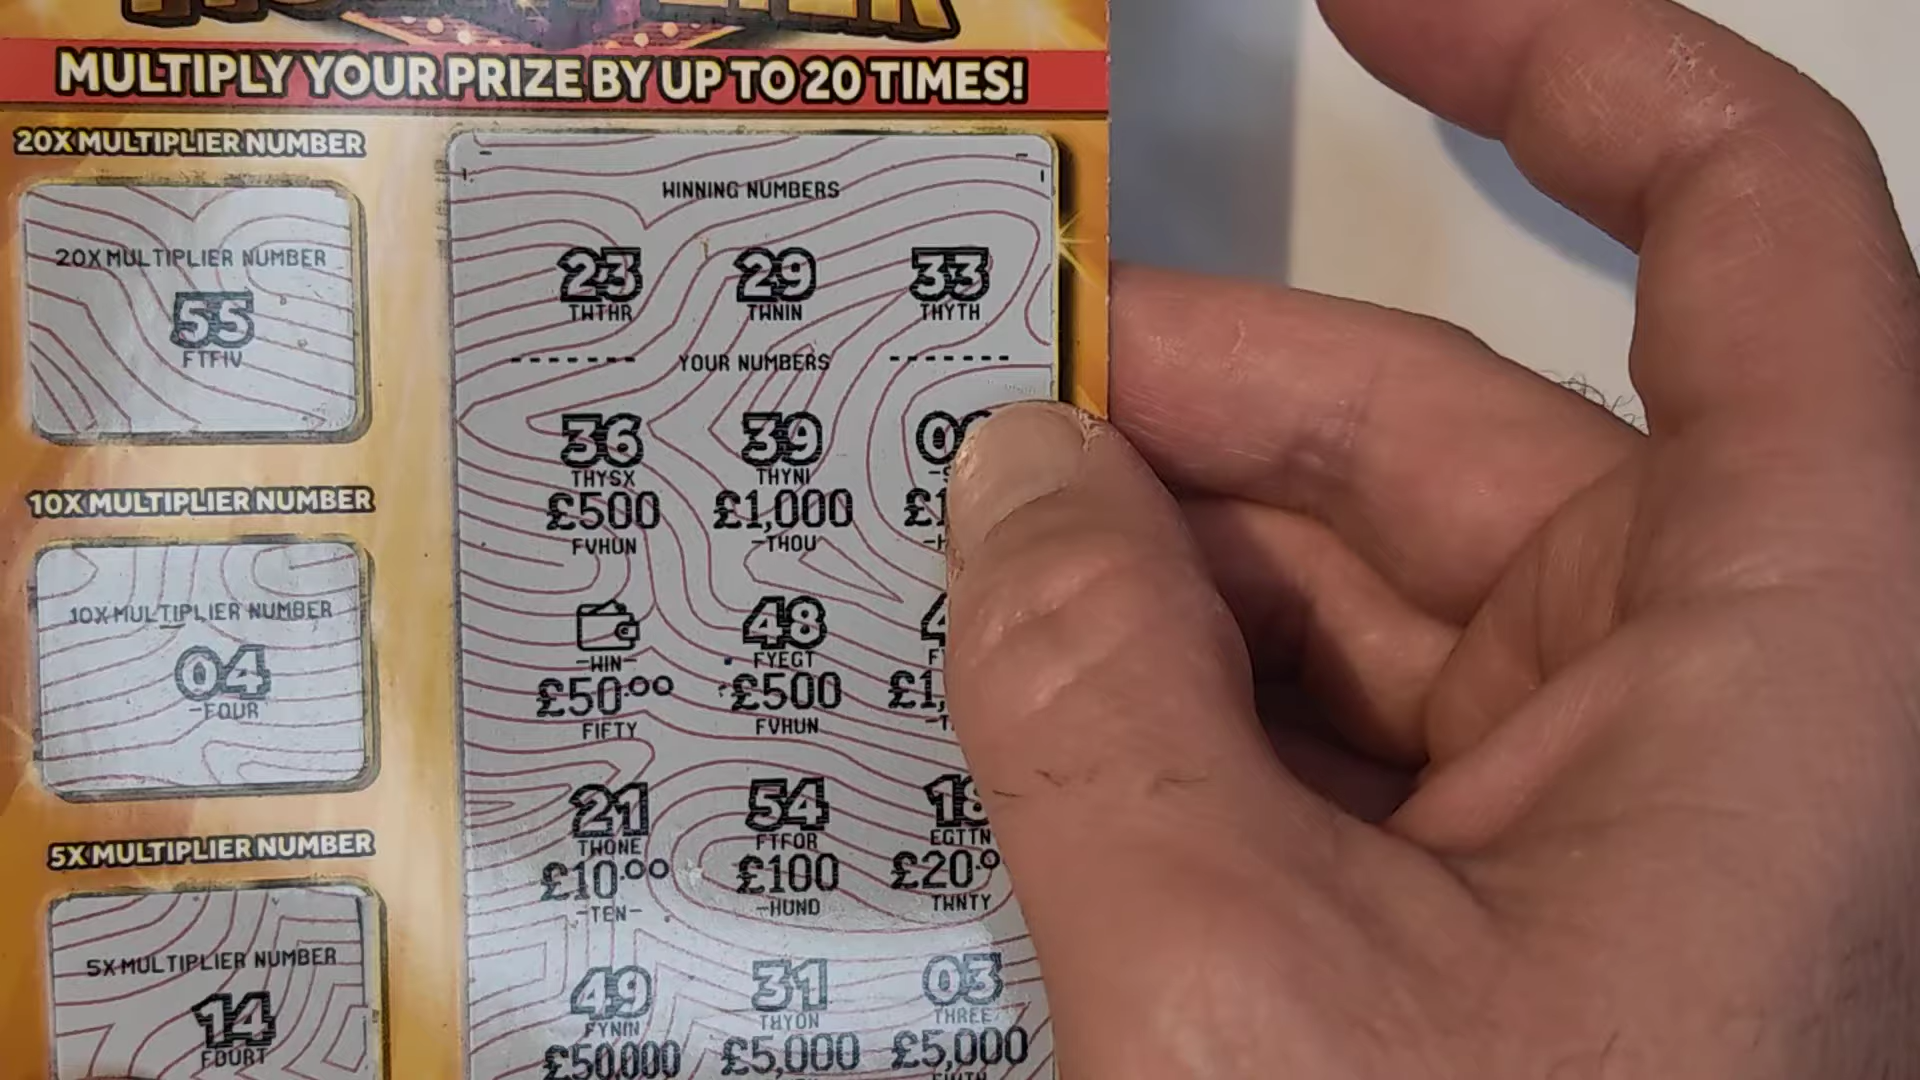 MULTIPLY YOUR PRIZE BY UP TO 20 TIMES!
20X MULTIPLIER NUMBER
20X MULTIPLIER NUMBER
55
FTFIV
10X MULTIPLIER NUMBER
10X MULTIPLIER NUMBER
04
-FOUR
5X MULTIPLIER NUMBER
5X MULTIPLIER NUMBER
14
FOURT
WINNING NUMBERS
23 29 33
TWTHR TWNIN THYTH
YOUR NUMBERS
36 39
THYSX THYNI
£500 £1,000
FVHUN -THOU
48
-WIN- FYEGT
£50.00 £500
FIFTY FVHUN
21 54 18
TWONE FTFOR EGTTN
£10.00 £100 £20
-TEN- -HUND TWNTY
49 31 03
FYNIN THYON THREE
£50,000 £5,000 £5,000